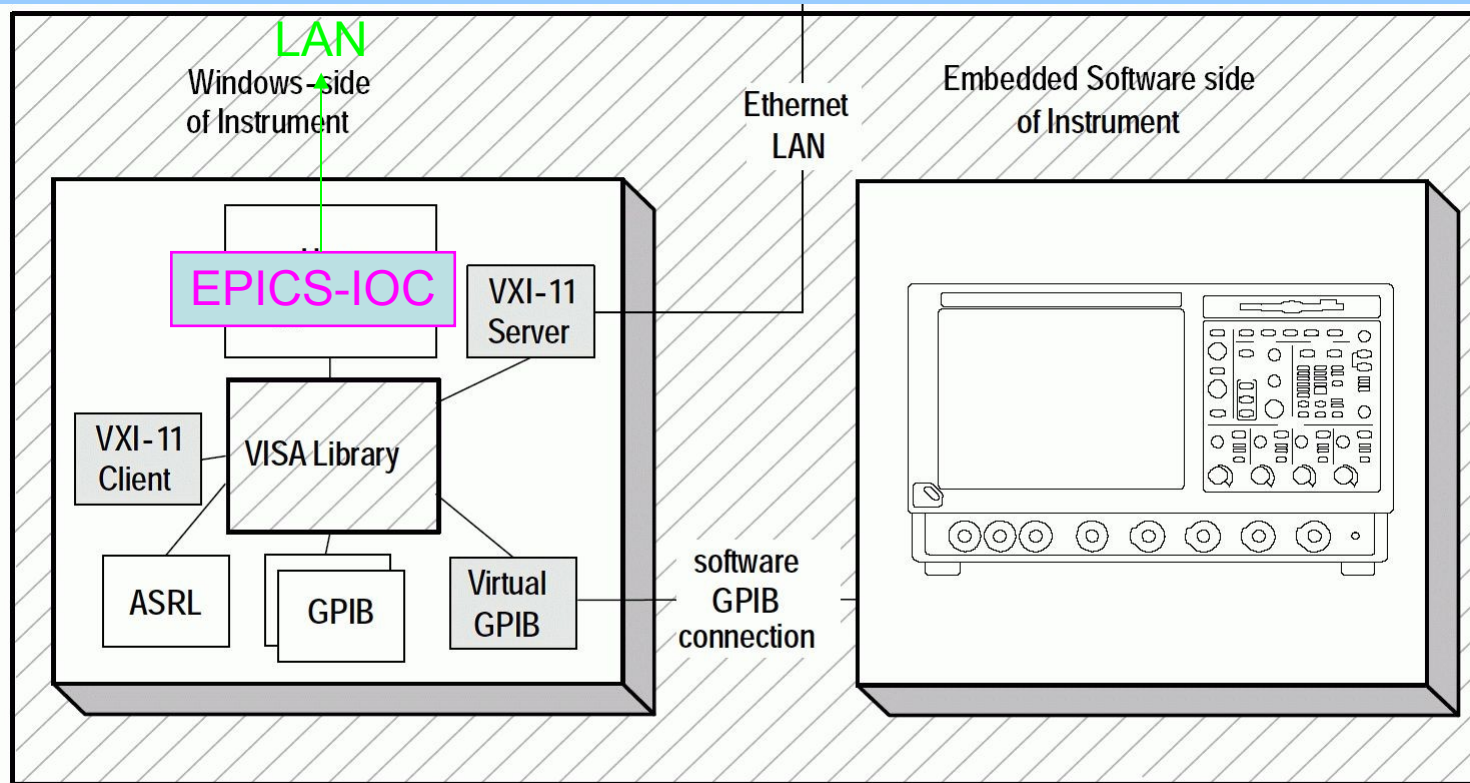 LAN
Windows-side
of Instrument
Ethernet
LAN
Embedded Software side
of Instrument
EPICS-IOC
VXI-11
Server
VXI-11
Client
VISA Library
ASRL
GPIB
Virtual
GPIB
software
GPIB
connection